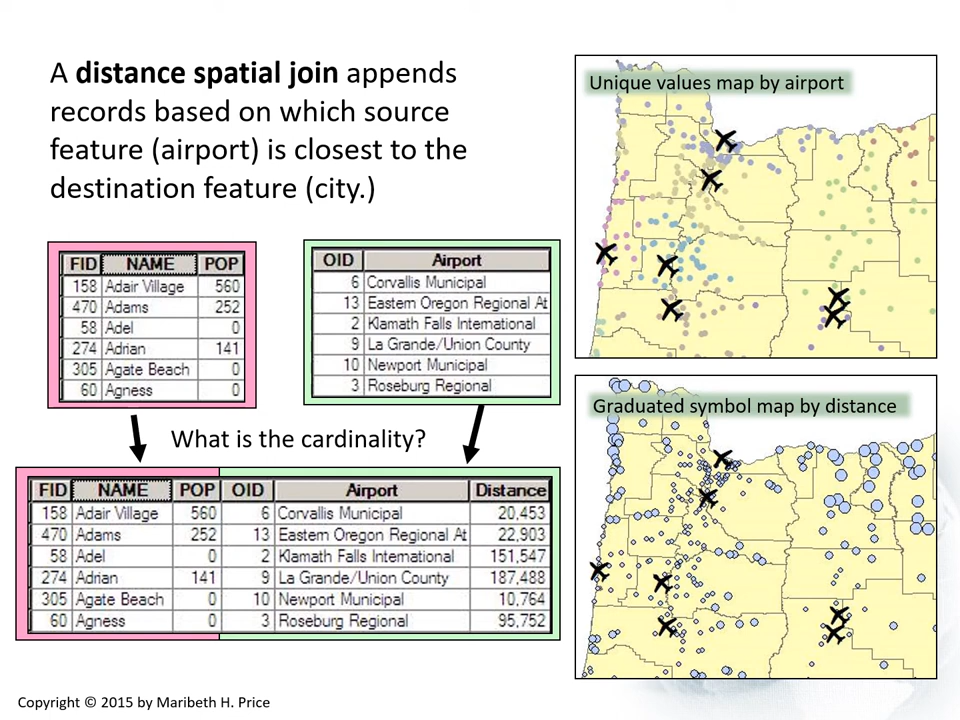 A distance spatial join appends
records based on which source
feature (airport) is closest to the
destination feature (city.)
Unique values map by airport
FID NAME POP
158 Adair Village 560
470 Adams 252
58 Adel 0
274 Adrian 141
305 Agate Beach 0
60 Agness 0
OID Airport
6 Corvallis Municipal
13 Eastern Oregon Regional At
2 Klamath Falls International
9 La Grande/Union County
10 Newport Municipal
3 Roseburg Regional
Graduated symbol map by distance
What is the cardinality?
FID NAME POP OID Airport Distance
158 Adair Village 560 6 Corvallis Municipal 20,453
470 Adams 252 13 Eastern Oregon Regional At 22,903
58 Adel 0 2 Klamath Falls International 151,547
274 Adrian 141 9 La Grande/Union County 187,488
305 Agate Beach 0 10 Newport Municipal 10,764
60 Agness 0 3 Roseburg Regional 95,752
Copyright © 2015 by Maribeth H. Price